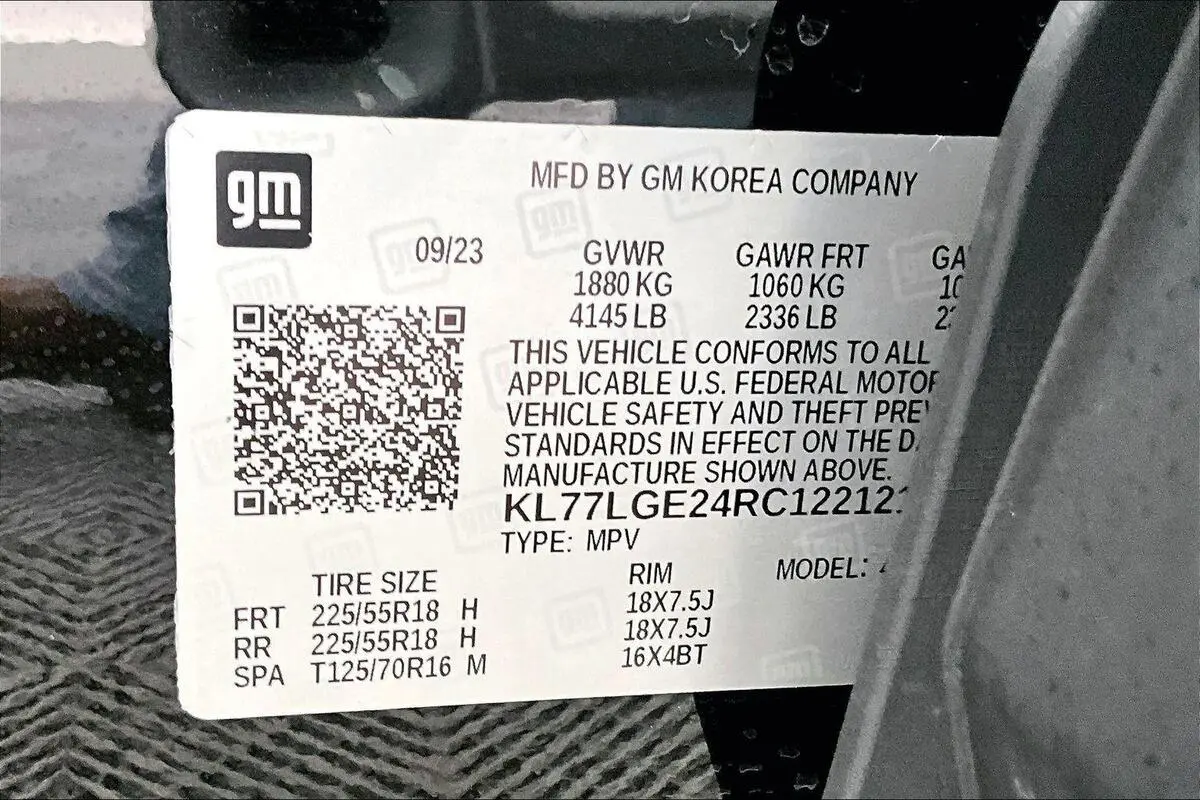 gm
MFD BY GM KOREA COMPANY
09/23 GVWR GAWR FRT GA
1880 KG 1060 KG 10
4145 LB 2336 LB
THIS VEHICLE CONFORMS TO ALL
APPLICABLE U.S. FEDERAL MOTOR
VEHICLE SAFETY AND THEFT PRE
STANDARDS IN EFFECT ON THE D
MANUFACTURE SHOWN ABOVE.
KL77LGE24RC12212
TYPE: MPV
MODEL:
TIRE SIZE RIM
FRT 225/55R18 H 18X7.5J
RR 225/55R18 H 18X7.5J
SPA T125/70R16 M 16X4BT